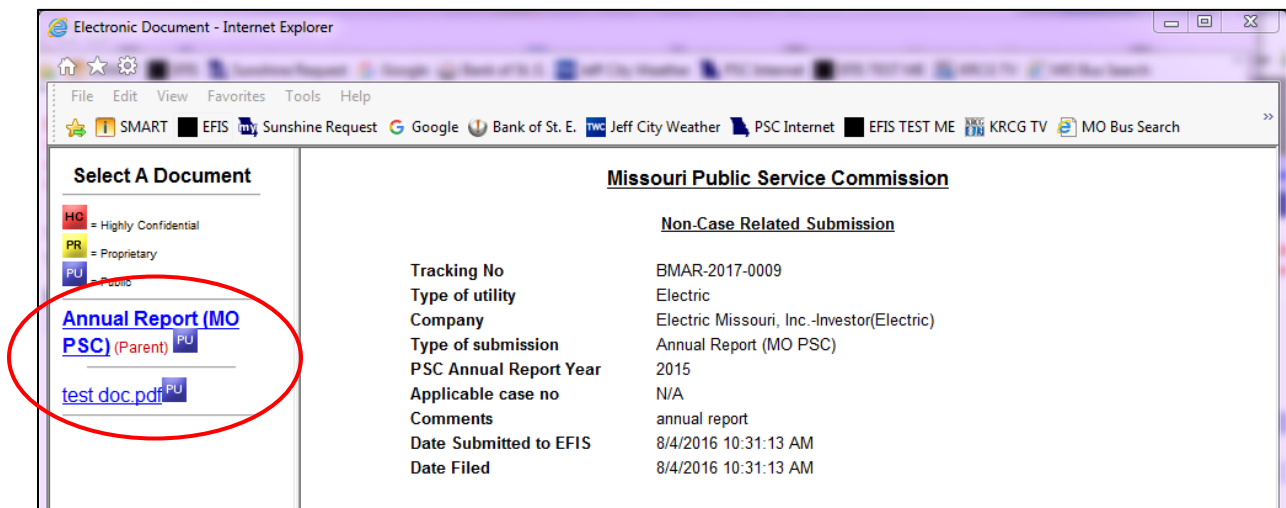 Electronic Document - Internet Explorer
File Edit View Favorites Tools Help
SMART EFIS my Sunshine Request G Google Bank of St. E. TWC Jeff City Weather PSC Internet EFIS TEST ME KRCG TV MO Bus Search »
Select A Document
HC = Highly Confidential
PR = Proprietary
PU = Public
Annual Report (MO
PSC) (Parent) PU
test doc.pdf PU
Missouri Public Service Commission
Non-Case Related Submission
Tracking No BMAR-2017-0009
Type of utility Electric
Company Electric Missouri, Inc.-Investor(Electric)
Type of submission Annual Report (MO PSC)
PSC Annual Report Year 2015
Applicable case no N/A
Comments annual report
Date Submitted to EFIS 8/4/2016 10:31:13 AM
Date Filed 8/4/2016 10:31:13 AM